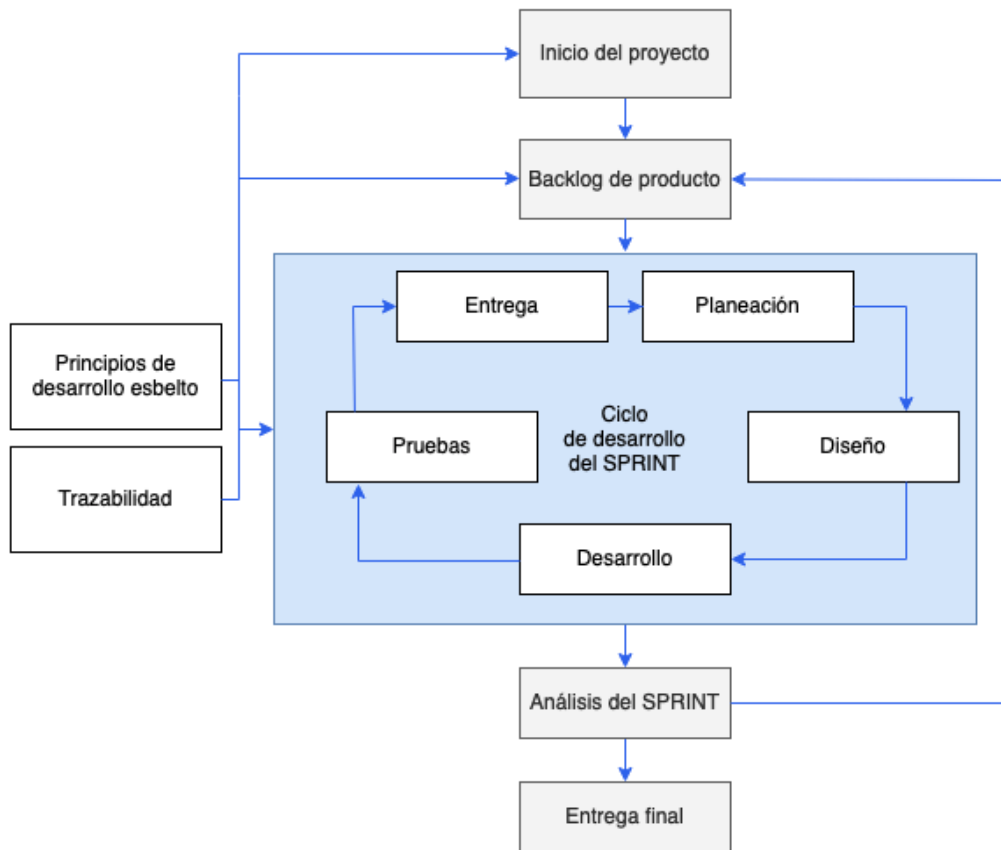 Inicio del proyecto
Backlog de producto
Entrega
Planeación
Principios de
desarrollo esbelto
Ciclo
de desarrollo
del SPRINT
Pruebas
Diseño
Trazabilidad
Desarrollo
Análisis del SPRINT
Entrega final